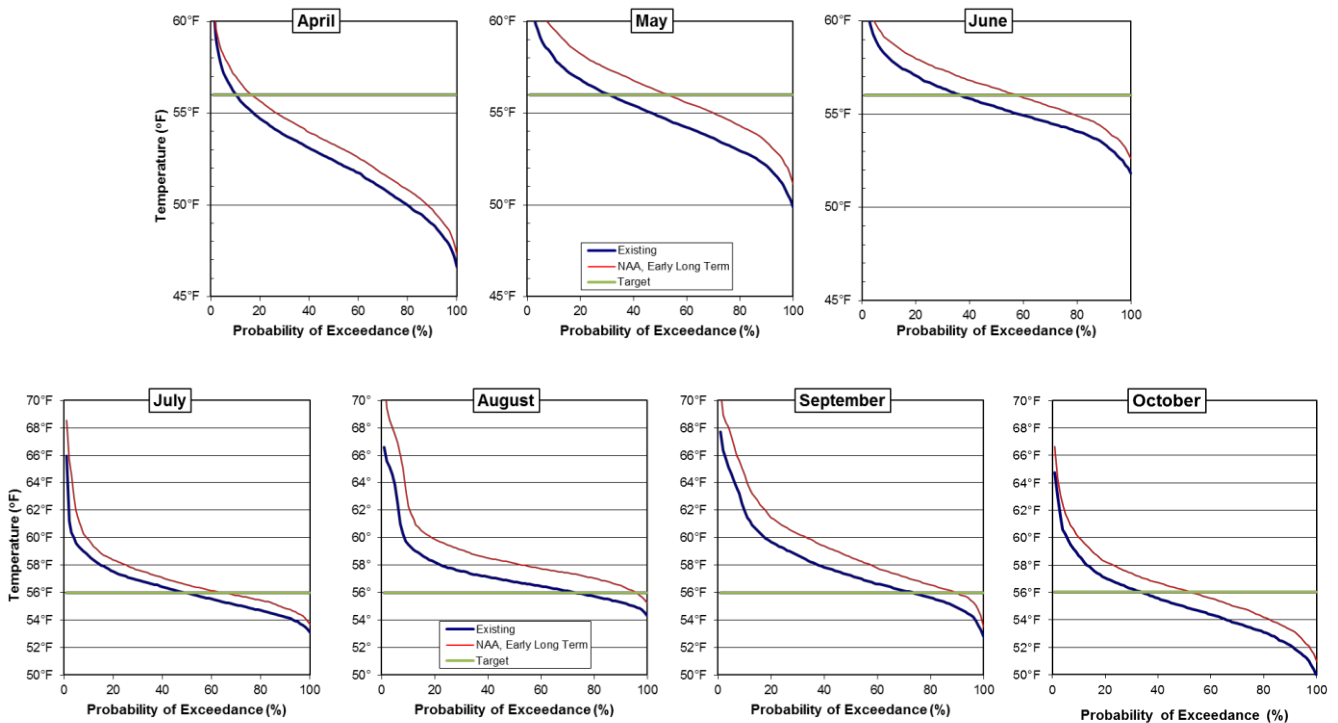 April
May
June
Temperature (°F)
60°F
55°F
50°F
45°F
0 20 40 60 80 100
Probability of Exceedance (%)
60°F
55°F
50°F
45°F
Existing
NAA, Early Long Term
Target
0 20 40 60 80 100
Probability of Exceedance (%)
60°F
55°F
50°F
45°F
0 20 40 60 80 100
Probability of Exceedance (%)
July
August
September
October
Temperature (°F)
70°F
68°F
66°F
64°F
62°F
60°F
58°F
56°F
54°F
52°F
50°F
0 20 40 60 80 100
Probability of Exceedance (%)
70°
68°
66°
64°
62°
60°
58°
56°
54°
52°
50°
Existing
NAA, Early Long Term
Target
0 20 40 60 80 100
Probability of Exceedance (%)
70°F
68°F
66°F
64°F
62°F
60°F
58°F
56°F
54°F
52°F
50°F
0 20 40 60 80 100
Probability of Exceedance (%)
70°F
68°F
66°F
64°F
62°F
60°F
58°F
56°F
54°F
52°F
50°F
0 20 40 60 80 100
Probability of Exceedance (%)